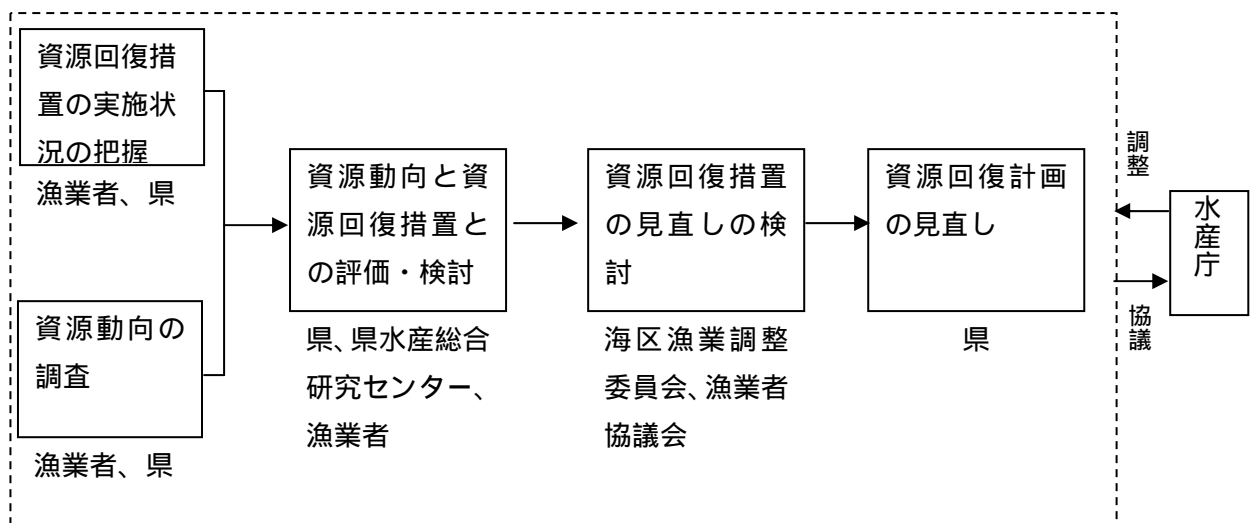 資源回復措
置の実施状
況の把握
漁業者、県
資源動向の
調査
漁業者、県
資源動向と資
源回復措置と
の評価・検討
県、県水産総合
研究センター、
漁業者
資源回復措置
の見直しの検
討
海区漁業調整
委員会、漁業者
協議会
資源回復計画
の見直し
県
調整
協議
水産庁